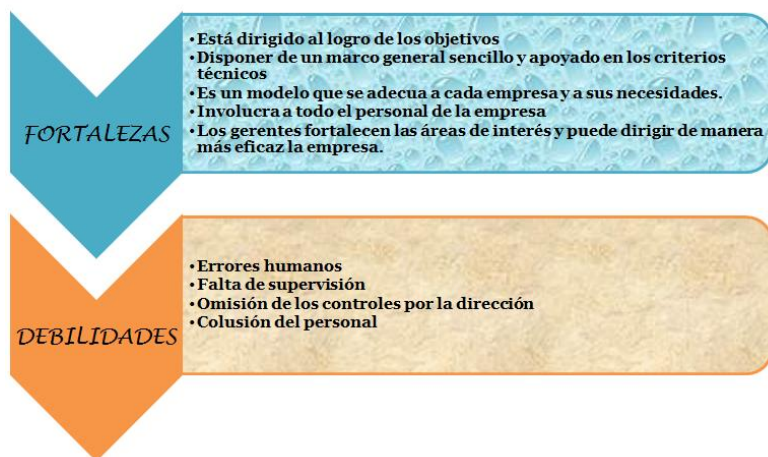 FORTALEZAS
•Está dirigido al logro de los objetivos
•Disponer de un marco general sencillo y apoyado en los criterios
técnicos
•Es un modelo que se adecua a cada empresa y a sus necesidades.
•Involucra a todo el personal de la empresa
•Los gerentes fortalecen las áreas de interés y puede dirigir de manera
más eficaz la empresa.
DEBILIDADES
•Errores humanos
•Falta de supervisión
•Omisión de los controles por la dirección
•Colusión del personal